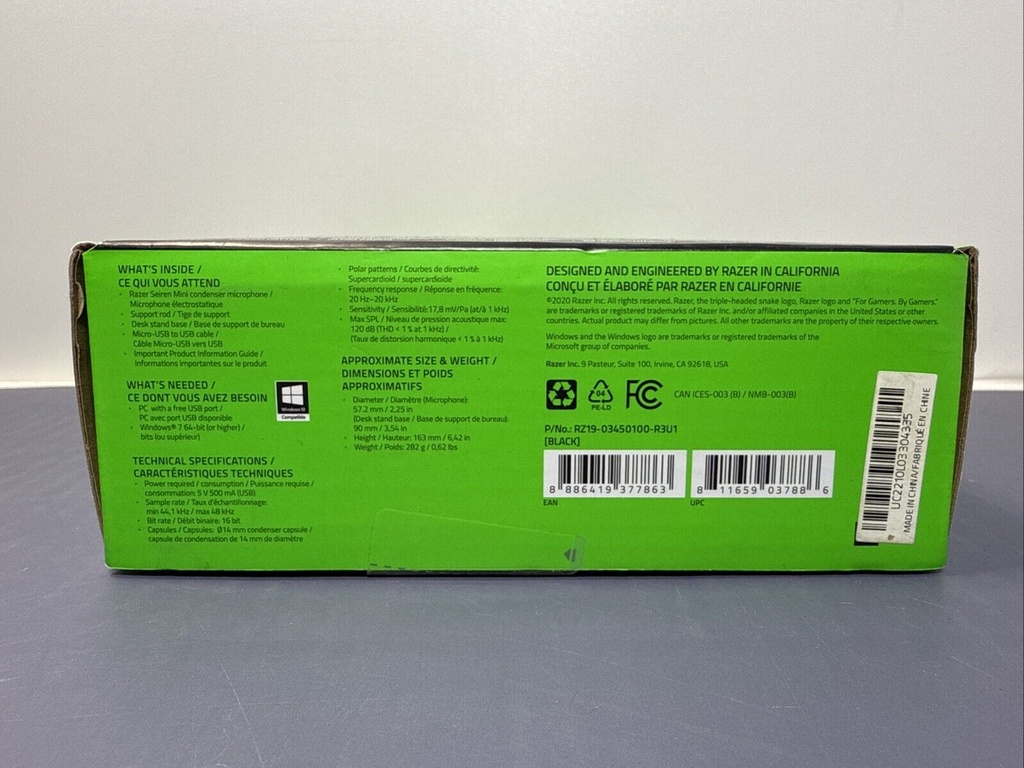 WHAT'S INSIDE /
CE QUI VOUS ATTEND
• Razer Seiren Mini condenser microphone /
Microphone électrostatique
• Support rod / Tige de support
• Desk stand base / Base de support de bureau
• Micro-USB to USB cable /
Câble Micro-USB vers USB
• Important Product Information Guide /
Informations importantes sur le produit
WHAT'S NEEDED /
CE DONT VOUS AVEZ BESOIN
• PC with a free USB port /
PC avec port USB disponible
• Windows® 7 64-bit (or higher) /
bits (ou supérieur)
Windows 10
Compatible
TECHNICAL SPECIFICATIONS /
CARACTÉRISTIQUES TECHNIQUES
• Power required / consumption / Puissance requise /
consommation: 5 V 500 mA (USB)
• Sample rate / Taux d'échantillonnage:
min 44,1 kHz / max 48 kHz
• Bit rate / Débit binaire: 16 bit
• Capsules / Capsules: Ø14 mm condenser capsule /
capsule de condensation de 14 mm de diamètre
• Polar patterns / Courbes de directivité:
Supercardioid / supercardioïde
• Frequency response / Réponse en fréquence:
20 Hz–20 kHz
• Sensitivity / Sensibilité: 17,8 mV/Pa (at/à 1 kHz)
• Max SPL / Niveau de pression acoustique max:
120 dB (THD < 1 % at 1 kHz) /
(Taux de distorsion harmonique < 1 % à 1 kHz)
APPROXIMATE SIZE & WEIGHT /
DIMENSIONS ET POIDS
APPROXIMATIFS
• Diameter / Diamètre (Microphone):
57.2 mm / 2,25 in
(Desk stand base / Base de support de bureau):
90 mm / 3,54 in
• Height / Hauteur: 163 mm / 6,42 in
• Weight / Poids: 282 g / 0,62 lbs
DESIGNED AND ENGINEERED BY RAZER IN CALIFORNIA
CONÇU ET ÉLABORÉ PAR RAZER EN CALIFORNIE
©2020 Razer Inc. All rights reserved. Razer, the triple-headed snake logo, Razer logo and "For Gamers. By Gamers."
are trademarks or registered trademarks of Razer Inc. and/or affiliated companies in the United States or other
countries. Actual product may differ from pictures. All other trademarks are the property of their respective owners.
Windows and the Windows logo are trademarks or registered trademarks of the
Microsoft group of companies.
Razer Inc. 9 Pasteur, Suite 100, Irvine, CA 92618, USA
04
PE-LD
FC
CAN ICES-003 (B) / NMB-003(B)
P/No.: RZ19-03450100-R3U1
[BLACK]
8 886419 377863
EAN
8 11659 03788 6
UPC
UC2210L03304335
MADE IN CHINA/FABRIQUÉ EN CHINE